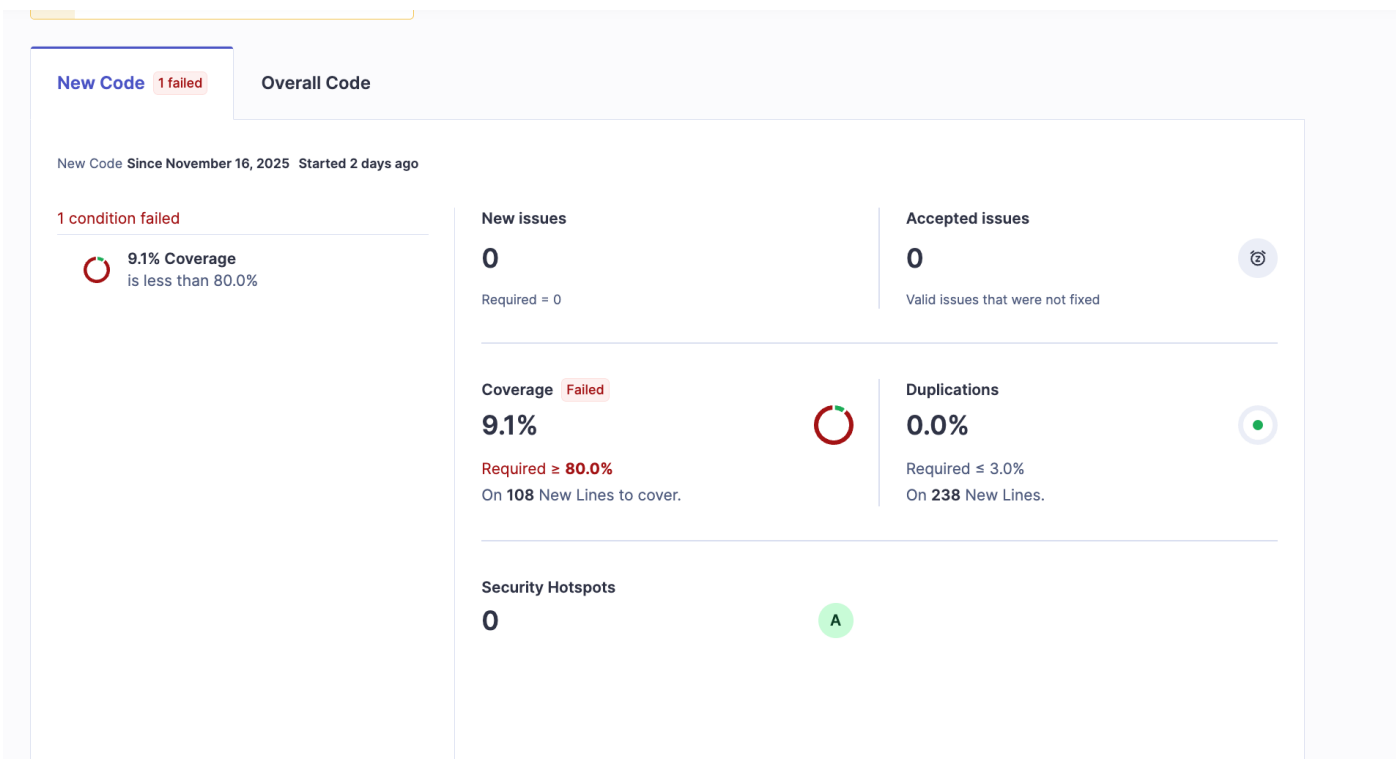 New Code 1 failed Overall Code
New Code Since November 16, 2025 Started 2 days ago
1 condition failed
9.1% Coverage
is less than 80.0%
New issues
0
Required = 0
Accepted issues
0
Valid issues that were not fixed
Coverage Failed
9.1%
Required ≥ 80.0%
On 108 New Lines to cover.
Duplications
0.0%
Required ≤ 3.0%
On 238 New Lines.
Security Hotspots
0
A